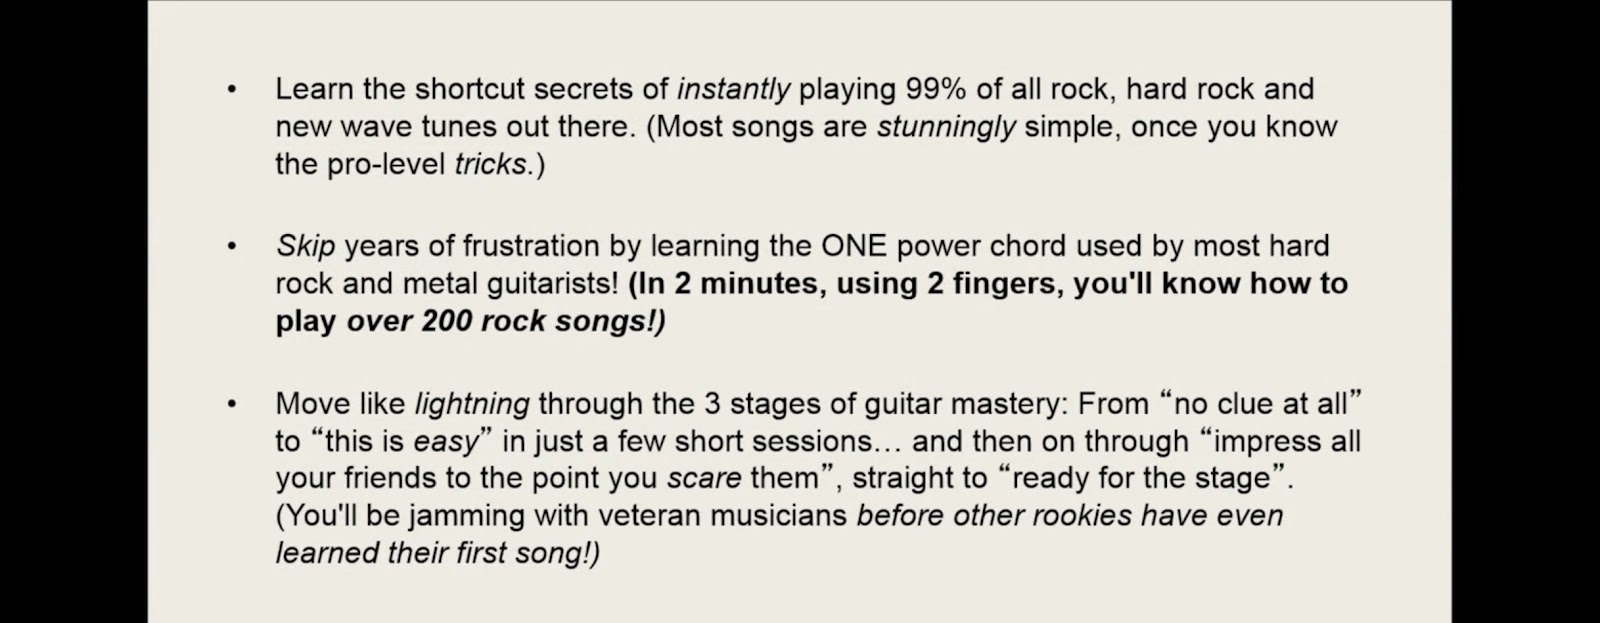 • Learn the shortcut secrets of instantly playing 99% of all rock, hard rock and
new wave tunes out there. (Most songs are stunningly simple, once you know
the pro-level tricks.)
• Skip years of frustration by learning the ONE power chord used by most hard
rock and metal guitarists! (In 2 minutes, using 2 fingers, you'll know how to
play over 200 rock songs!)
• Move like lightning through the 3 stages of guitar mastery: From “no clue at all”
to “this is easy” in just a few short sessions… and then on through “impress all
your friends to the point you scare them”, straight to “ready for the stage”.
(You'll be jamming with veteran musicians before other rookies have even
learned their first song!)